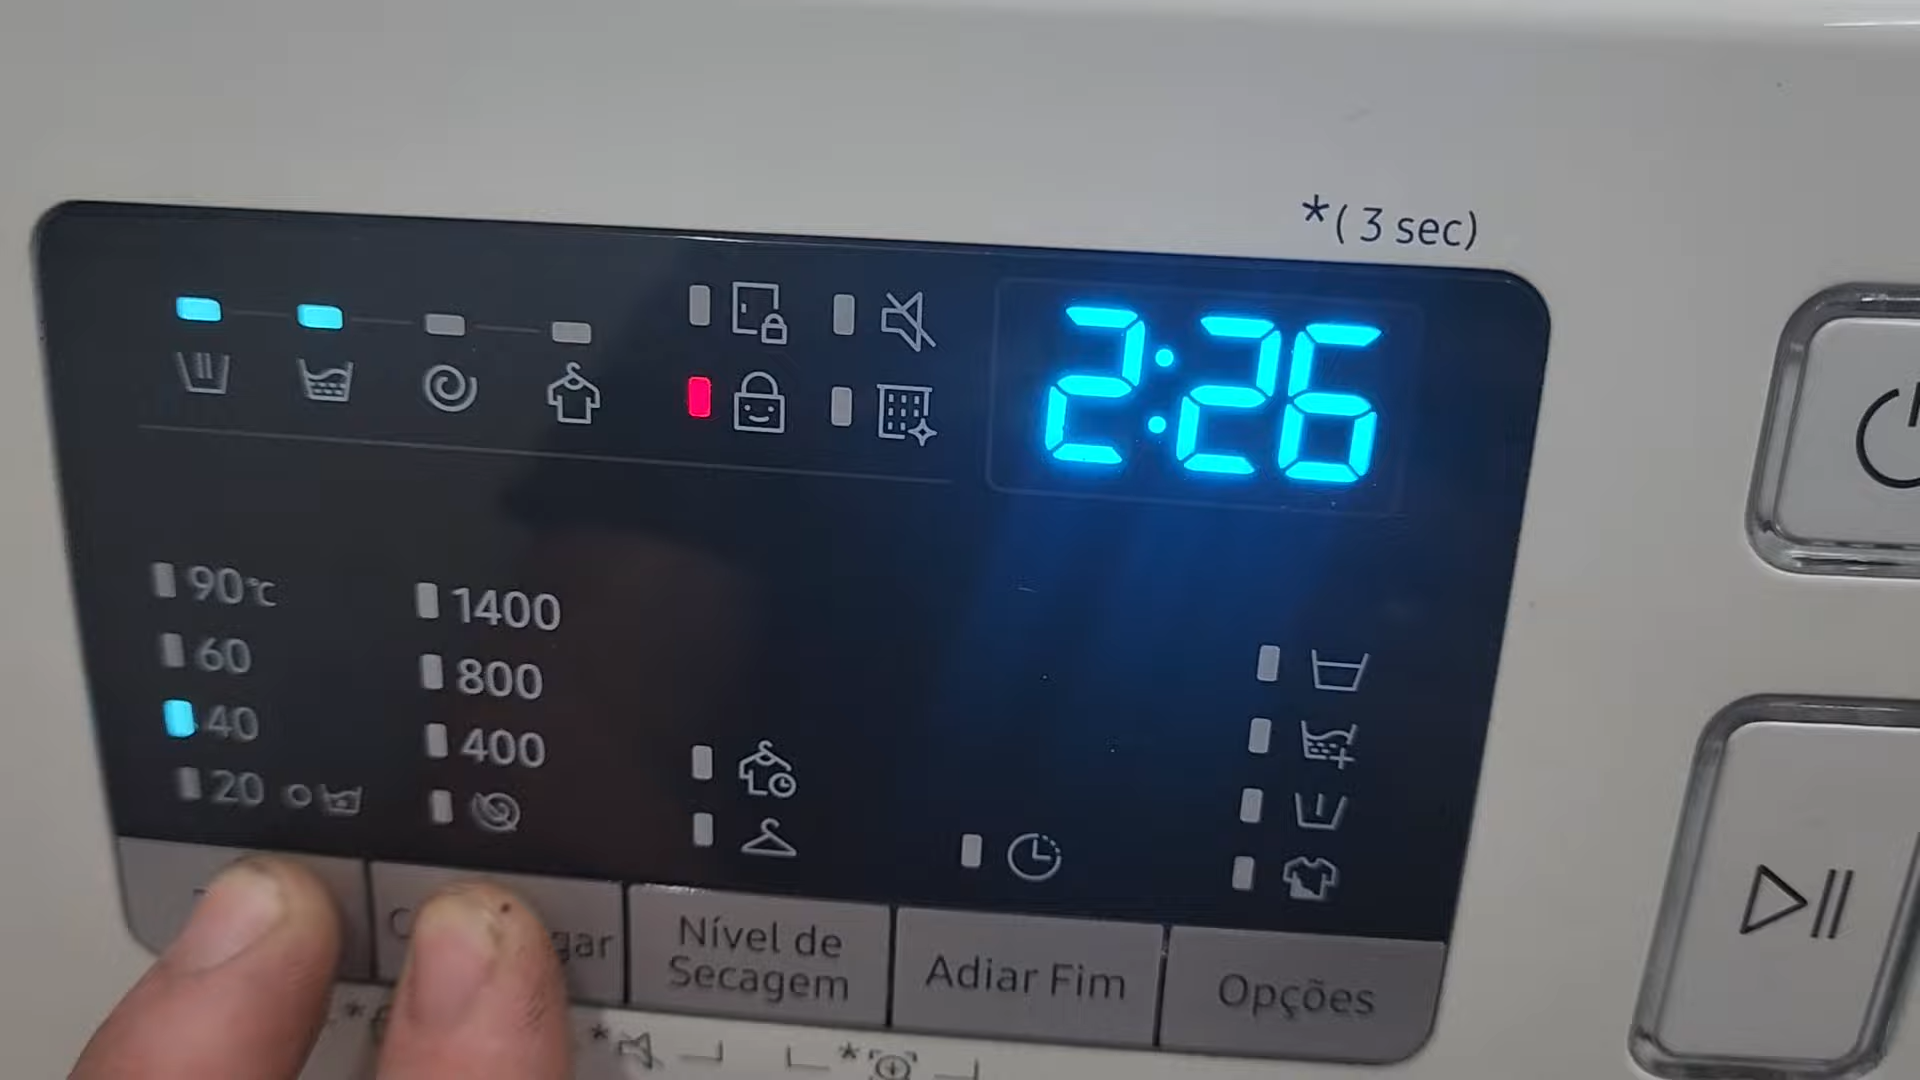 *(3 sec)
2:26
90℃
60
40
20
1400
800
400
gar
Nível de
Secagem
Adiar Fim
Opções